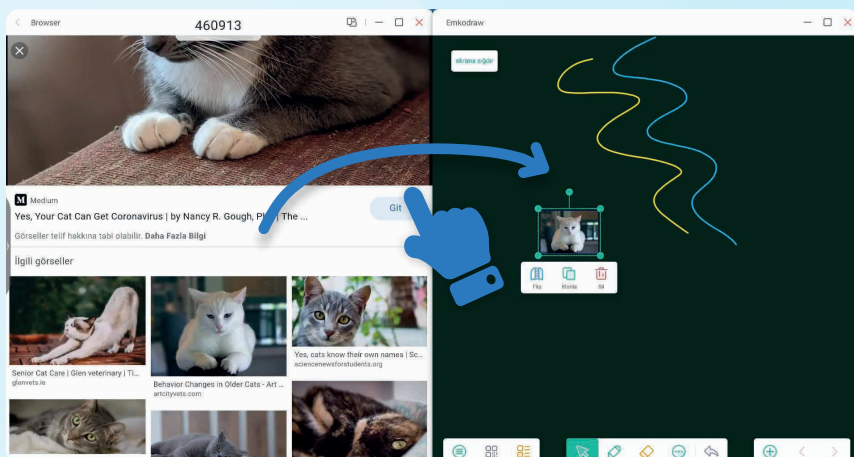 Browser
460913
Emkodraw
ekrana sığdır
M Medium
Yes, Your Cat Can Get Coronavirus | by Nancy R. Gough, P | The ...
Git
Görseller telif hakkına tabi olabilir. Daha Fazla Bilgi
İlgili görseller
Flip
Klonla
Sil
Senior Cat Care | Glen veterinary | Ti...
glenvets.ie
Behavior Changes in Older Cats - Art ...
artcityvets.com
Yes, cats know their own names | Sc...
sciencenewsforstudents.org